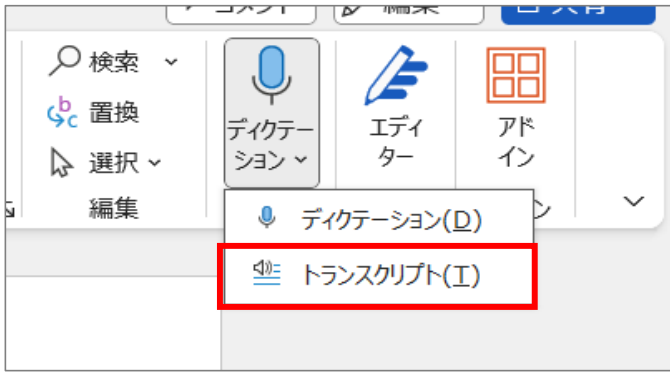 コメント
編集
共有
検索
置換
選択
編集
ディクテー
ション
エディ
ター
アド
イン
ン
ディクテーション(D)
トランスクリプト(T)